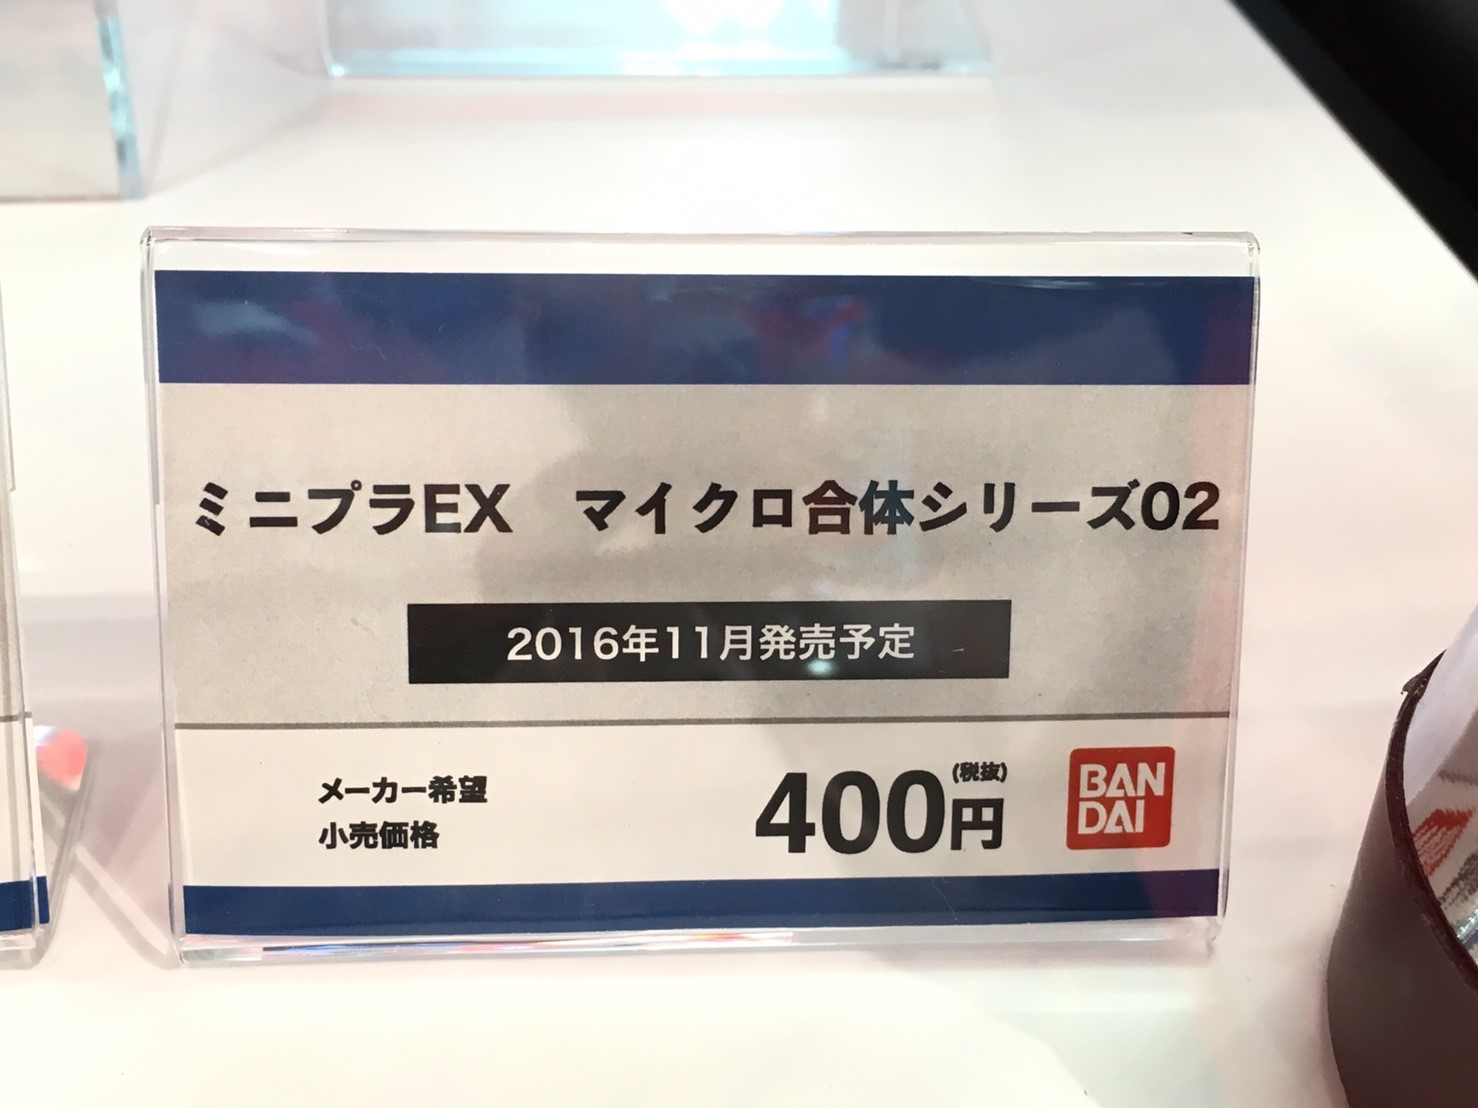 ミニプラEX　マイクロ合体シリーズ02
2016年11月発売予定
メーカー希望
小売価格
400円
(税抜)
BAN
DAI